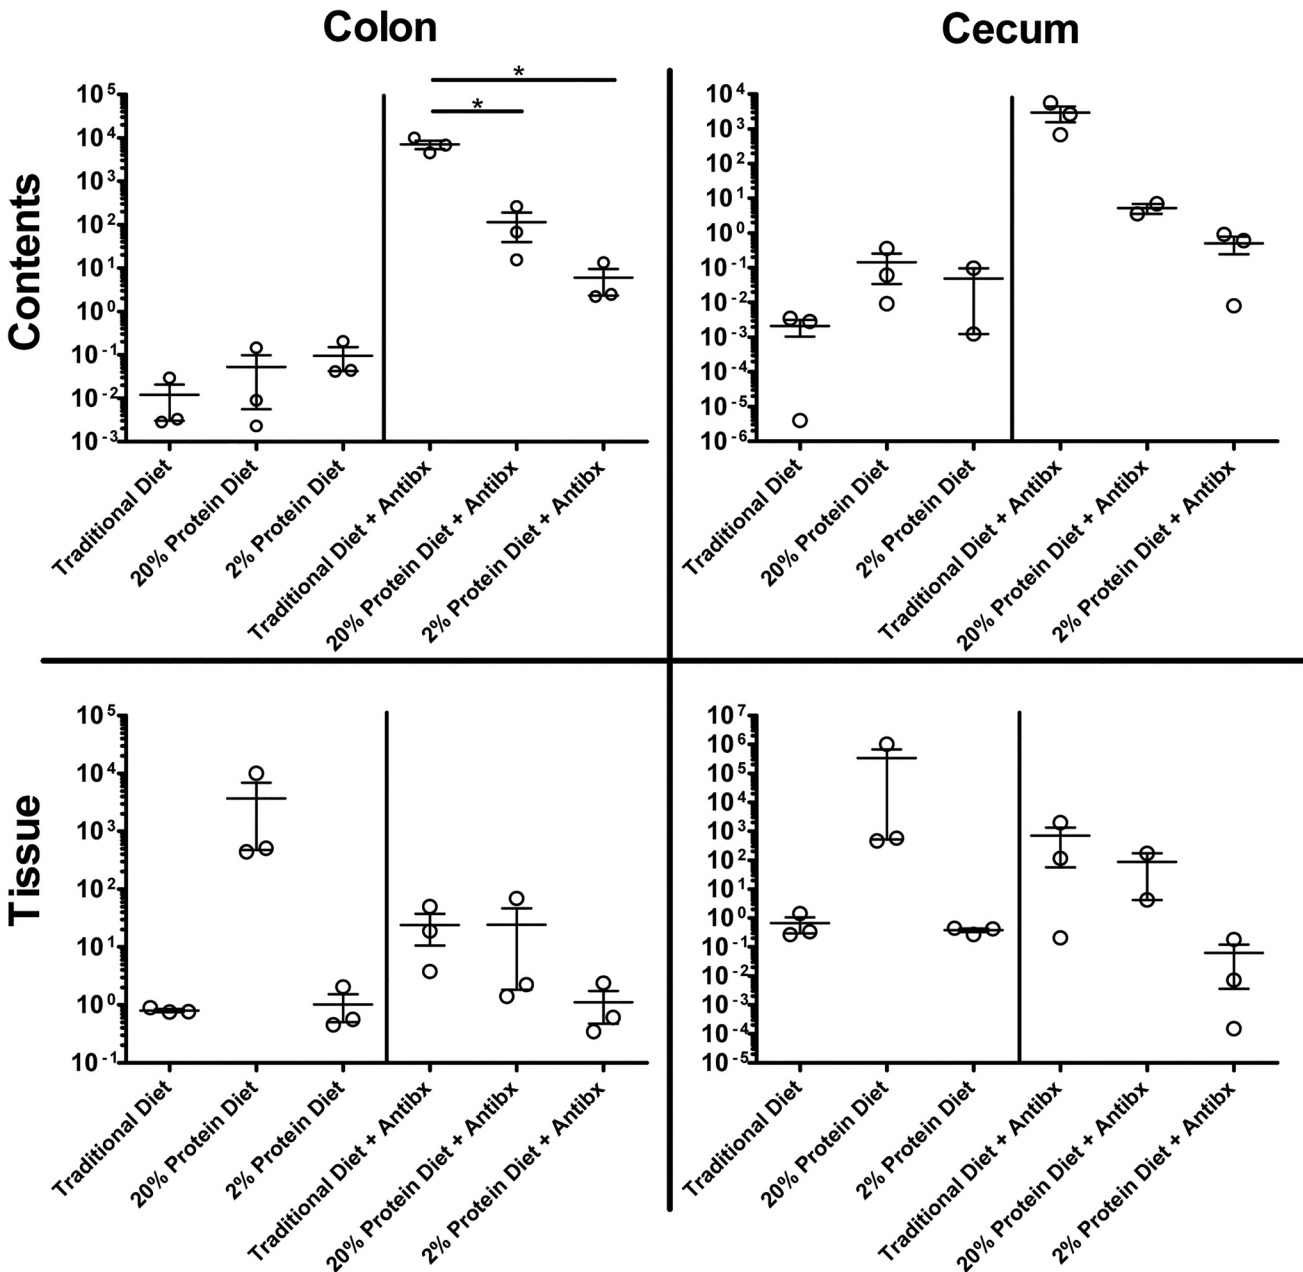 Colon
Cecum
Contents
*
*
10^5
10^4
10^3
10^2
10^1
10^0
10^-1
10^-2
10^-3
Traditional Diet
20% Protein Diet
2% Protein Diet
Traditional Diet + Antibx
20% Protein Diet + Antibx
2% Protein Diet + Antibx
10^4
10^3
10^2
10^1
10^0
10^-1
10^-2
10^-3
10^-4
10^-5
10^-6
Traditional Diet
20% Protein Diet
2% Protein Diet
Traditional Diet + Antibx
20% Protein Diet + Antibx
2% Protein Diet + Antibx
Tissue
10^5
10^4
10^3
10^2
10^1
10^0
10^-1
Traditional Diet
20% Protein Diet
2% Protein Diet
Traditional Diet + Antibx
20% Protein Diet + Antibx
2% Protein Diet + Antibx
10^7
10^6
10^5
10^4
10^3
10^2
10^1
10^0
10^-1
10^-2
10^-3
10^-4
10^-5
Traditional Diet
20% Protein Diet
2% Protein Diet
Traditional Diet + Antibx
20% Protein Diet + Antibx
2% Protein Diet + Antibx